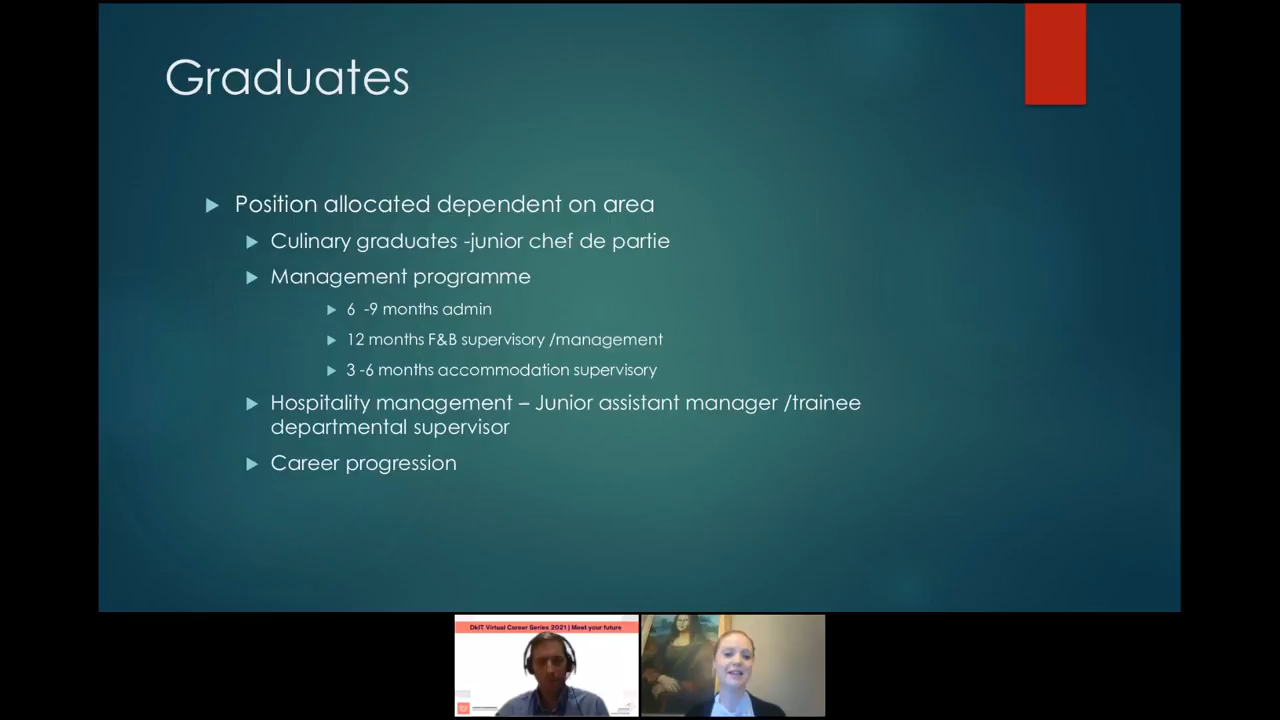 Graduates
Position allocated dependent on area
Culinary graduates -junior chef de partie
Management programme
6 -9 months admin
12 months F&B supervisory /management
3 -6 months accommodation supervisory
Hospitality management – Junior assistant manager /trainee
departmental supervisor
Career progression
DkIT Virtual Career Series 2021 | Meet your future